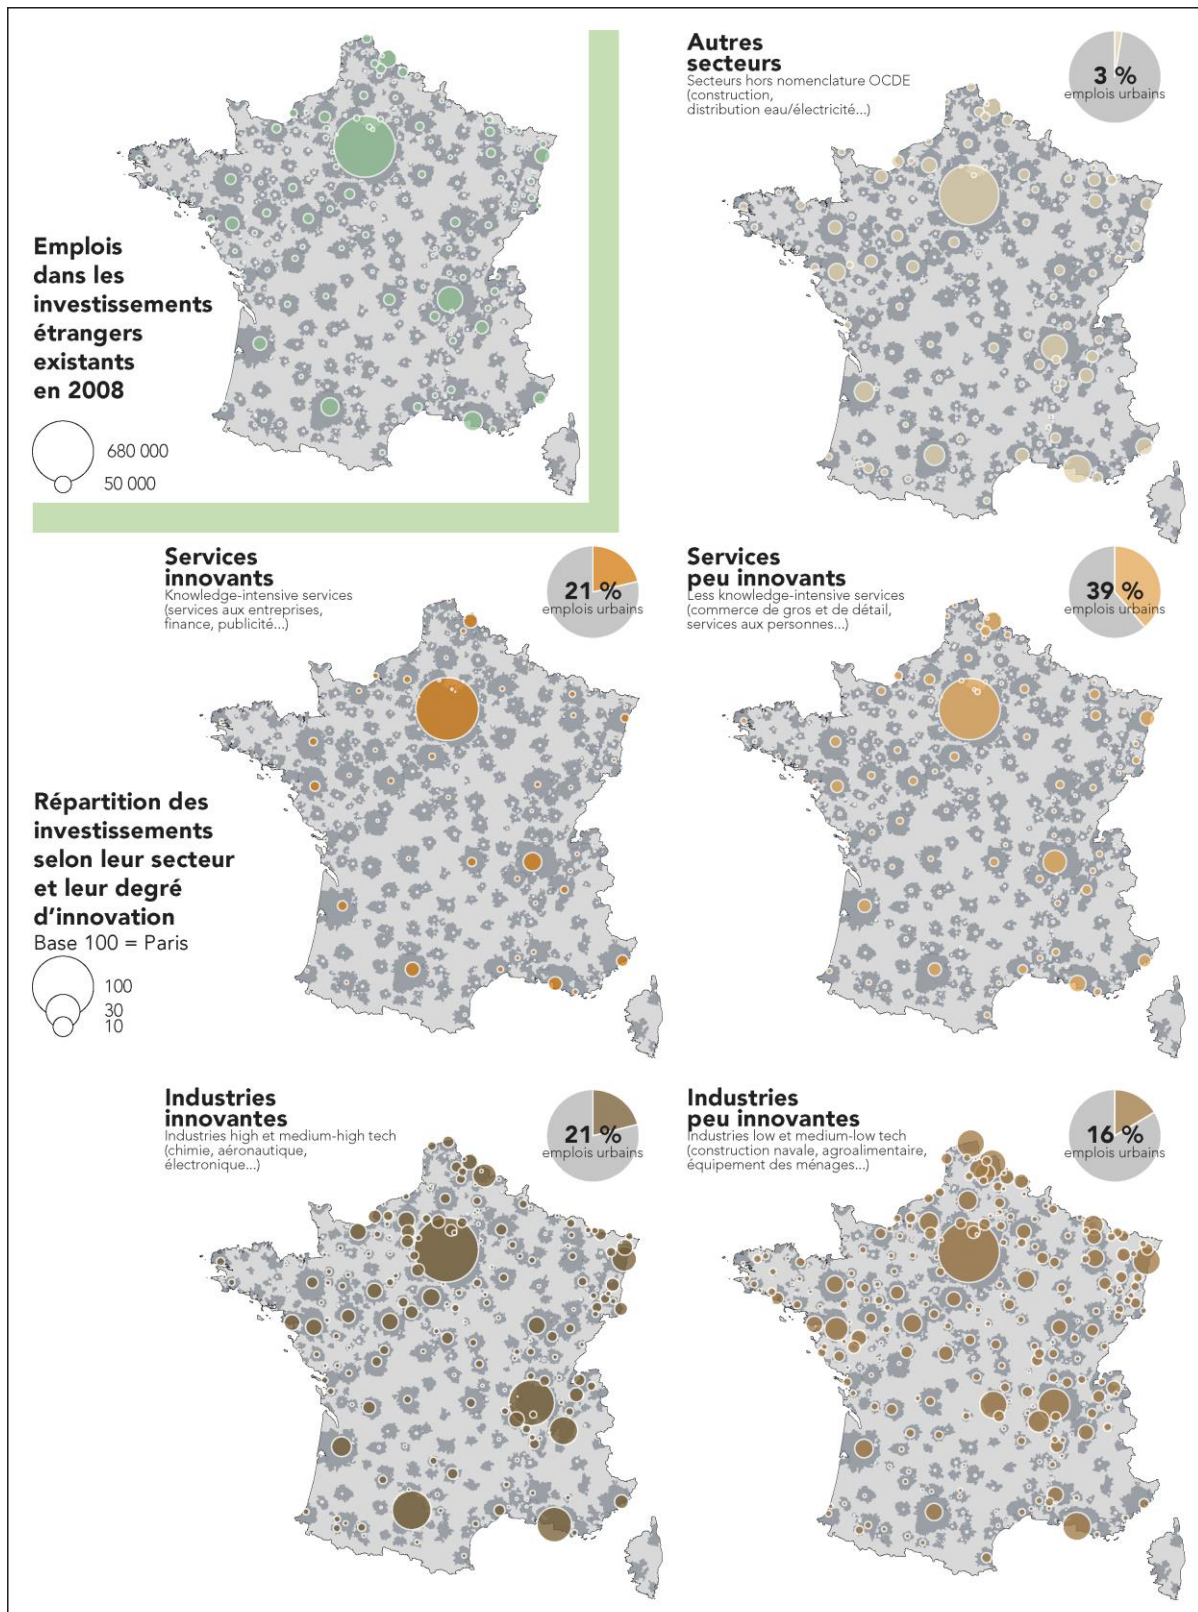 Emplois
dans les
investissements
étrangers
existants
en 2008
680 000
50 000
Autres
secteurs
Secteurs hors nomenclature OCDE
(construction,
distribution eau/électricité...)
3 %
emplois urbains
Services
innovants
Knowledge-intensive services
(services aux entreprises,
finance, publicité...)
21 %
emplois urbains
Services
peu innovants
Less knowledge-intensive services
(commerce de gros et de détail,
services aux personnes...)
39 %
emplois urbains
Répartition des
investissements
selon leur secteur
et leur degré
d'innovation
Base 100 = Paris
100
30
10
Industries
innovantes
Industries high et medium-high tech
(chimie, aéronautique,
électronique...)
21 %
emplois urbains
Industries
peu innovantes
Industries low et medium-low tech
(construction navale, agroalimentaire,
équipement des ménages...)
16 %
emplois urbains